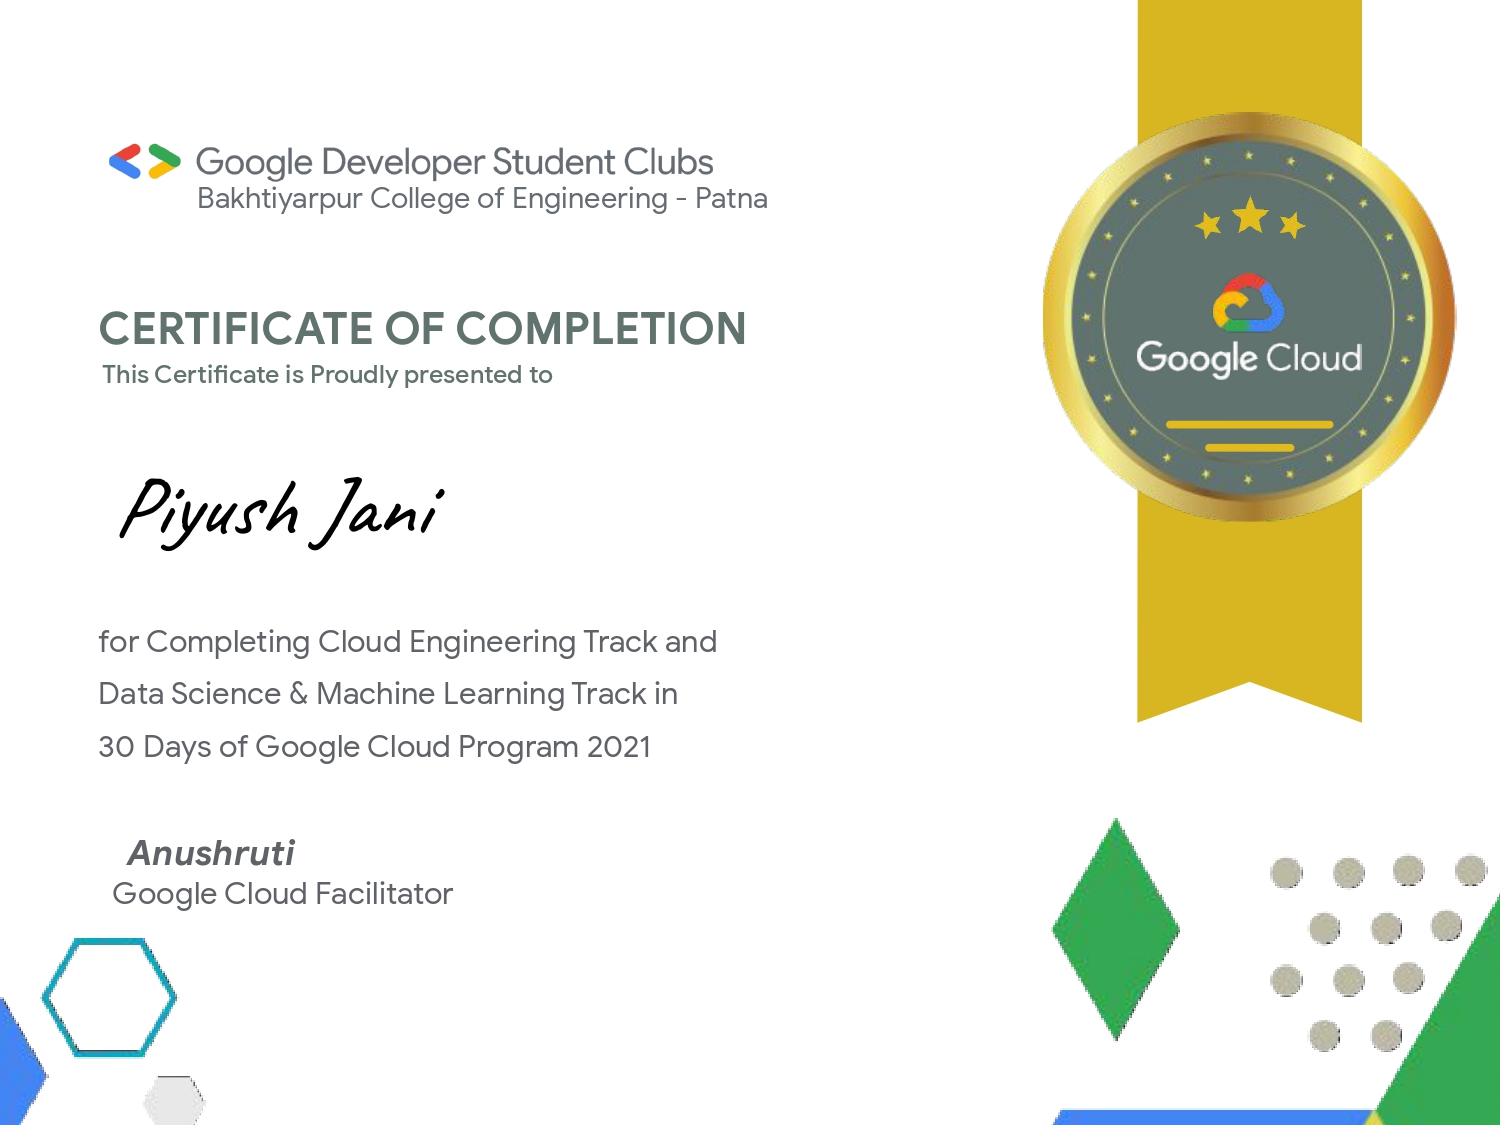 Google Developer Student Clubs
Bakhtiyarpur College of Engineering - Patna
CERTIFICATE OF COMPLETION
This Certificate is Proudly presented to
Piyush Jani
for Completing Cloud Engineering Track and
Data Science & Machine Learning Track in
30 Days of Google Cloud Program 2021
Anushruti
Google Cloud Facilitator
Google Cloud